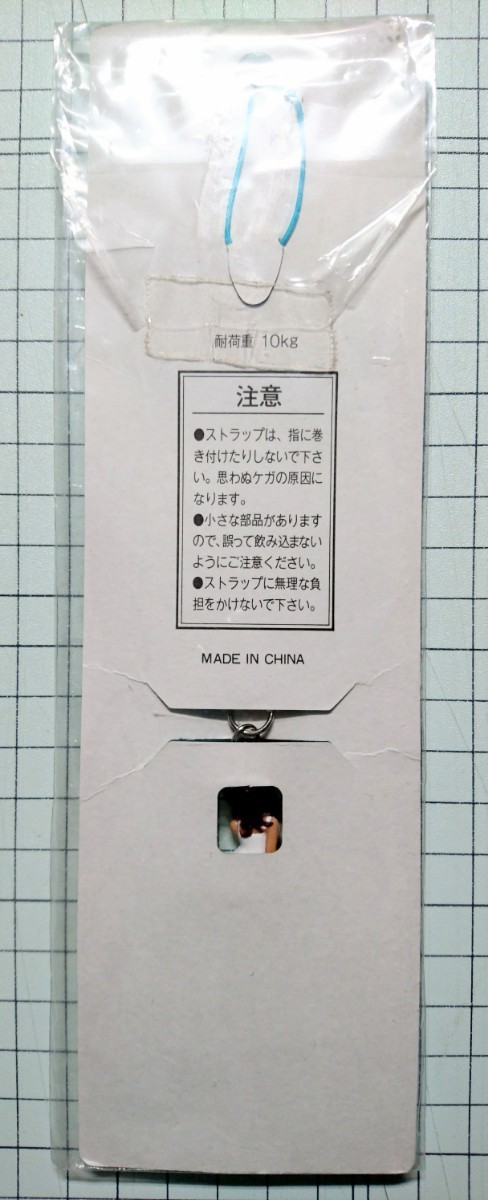 耐荷重 10kg
注意
●ストラップは、指に巻
き付けたりしないで下さ
い。思わぬケガの原因に
なります。
●小さな部品があります
ので、誤って飲み込まない
ようにご注意ください。
●ストラップに無理な負
担をかけないで下さい。
MADE IN CHINA